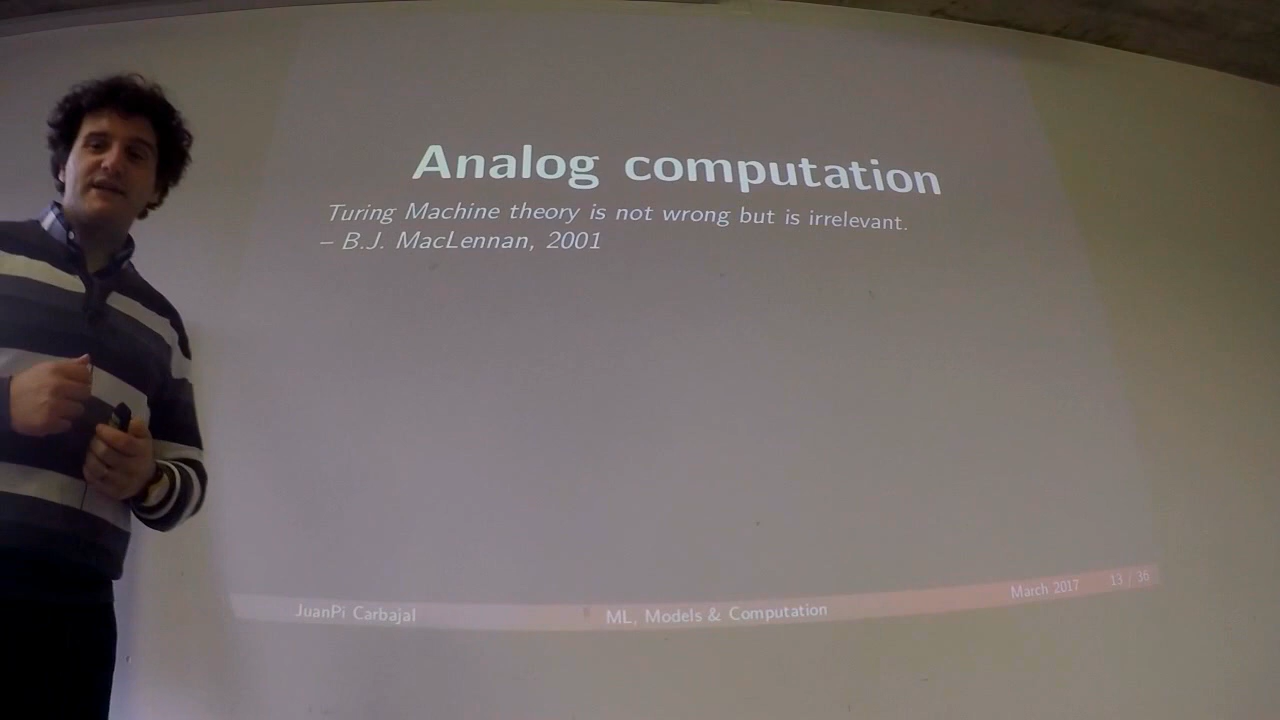 Analog computation
Turing Machine theory is not wrong but is irrelevant.
– B.J. MacLennan, 2001
JuanPi Carbajal
ML, Models & Computation
March 2017
13 / 36